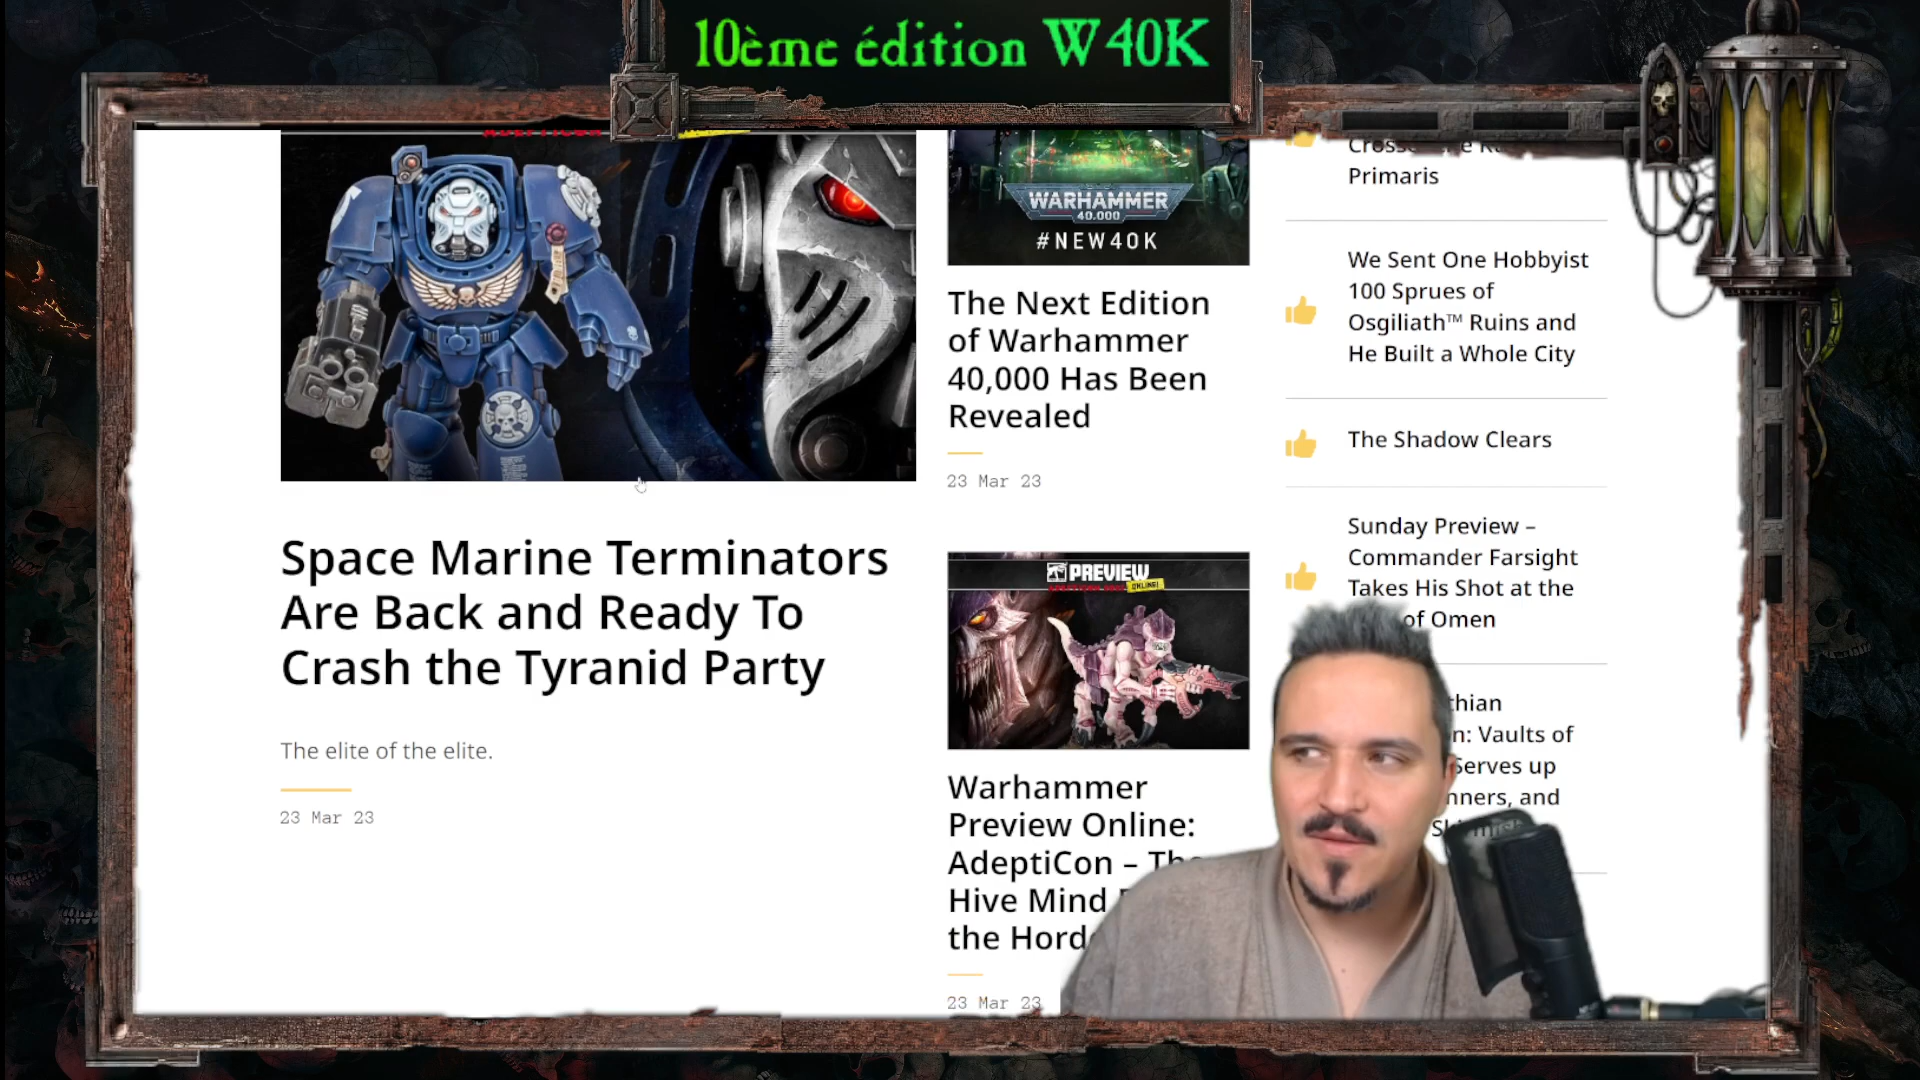 10ème édition W40K
WARHAMMER
40.000
#NEW40K
Primaris
The Next Edition
of Warhammer
40,000 Has Been
Revealed
23 Mar 23
We Sent One Hobbyist
100 Sprues of
Osgiliath™ Ruins and
He Built a Whole City
The Shadow Clears
Sunday Preview –
Commander Farsight
Takes His Shot at the
of Omen
Space Marine Terminators
Are Back and Ready To
Crash the Tyranid Party
The elite of the elite.
23 Mar 23
PREVIEW
ONLINE!
Warhammer
Preview Online:
AdeptiCon – The
Hive Mind
the Horde
23 Mar 23
Vaults of
Serves up
and